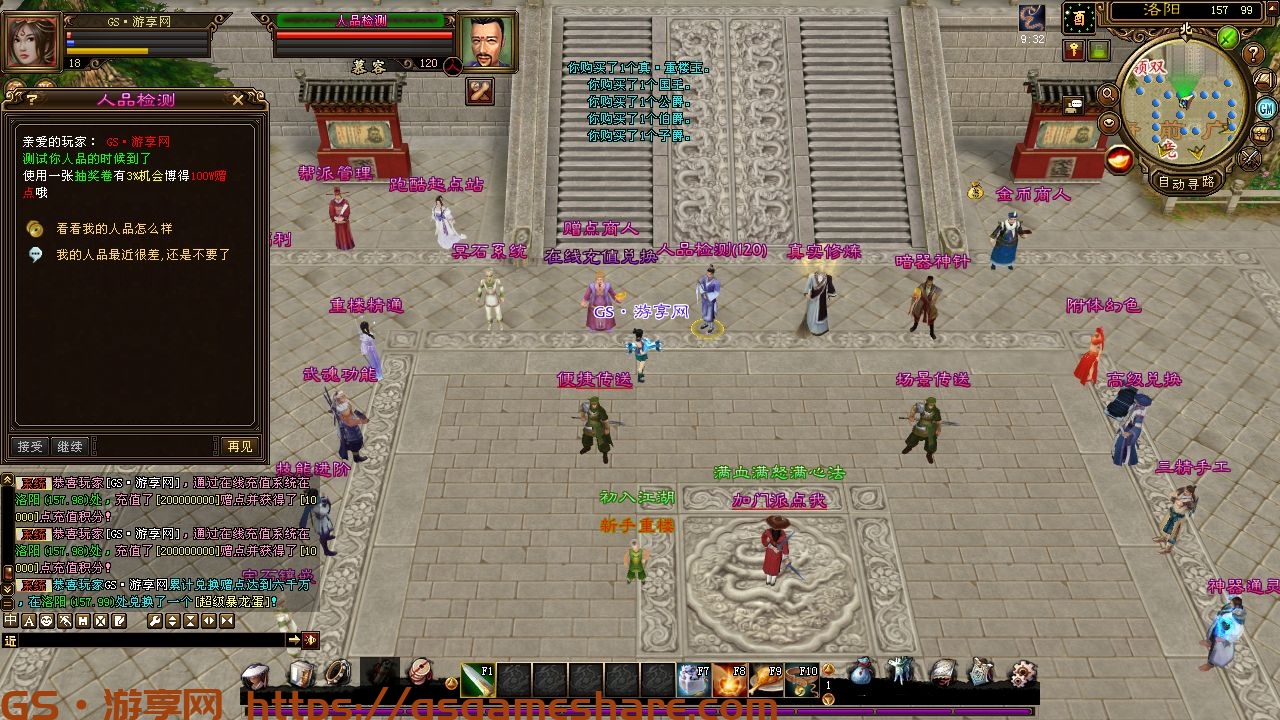 GS·游享网
18
人品检测
慕容
120
9:32
酉
洛阳
157 99
北
GM
自动寻路
人品检测
亲爱的玩家： GS·游享网
测试你人品的时候到了
使用一张抽奖卷有3%机会博得100W赠
点哦
看看我的人品怎么样
我的人品最近很差,还是不要了
接受
继续
再见
你购买了1个真·重楼玉。
你购买了1个国王。
你购买了1个公爵。
你购买了1个伯爵。
你购买了1个子爵。
帮派管理
跑酷起点站
金币商人
赠点商人
冥石系统
在线充值兑换
人品检测(120)
真实修炼
暗器神针
重楼精通
GS·游享网
附体幻色
武魂功能
便捷传送
场景传送
高级兑换
技能进阶
满血满怒满心法
三精手工
初入江湖
加门派点我
新手重楼
神器通灵
恭喜玩家[GS·游享网]，通过在线充值系统在
洛阳(157,98)处，充值了[200000000]赠点并获得了[10
000]点充值积分！
恭喜玩家[GS·游享网]，通过在线充值系统在
洛阳(157,98)处，充值了[200000000]赠点并获得了[10
000]点充值积分！
恭喜玩家GS·游享网累计兑换赠点达到六千万
，在洛阳(157,99)处兑换了一个[超级暴龙蛋]！
近
F1
F7
F8
F9
F10
1
GS·游享网 https://gsgameshare.com